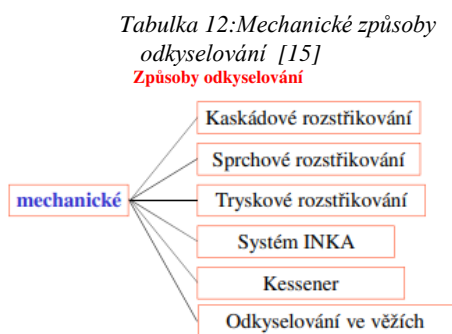 Tabulka 12:Mechanické způsoby
odkyselování [15]
Způsoby odkyselování
Kaskádové rozstřikování
Sprchové rozstřikování
mechanické
Tryskové rozstřikování
Systém INKA
Kessener
Odkyselování ve věžích